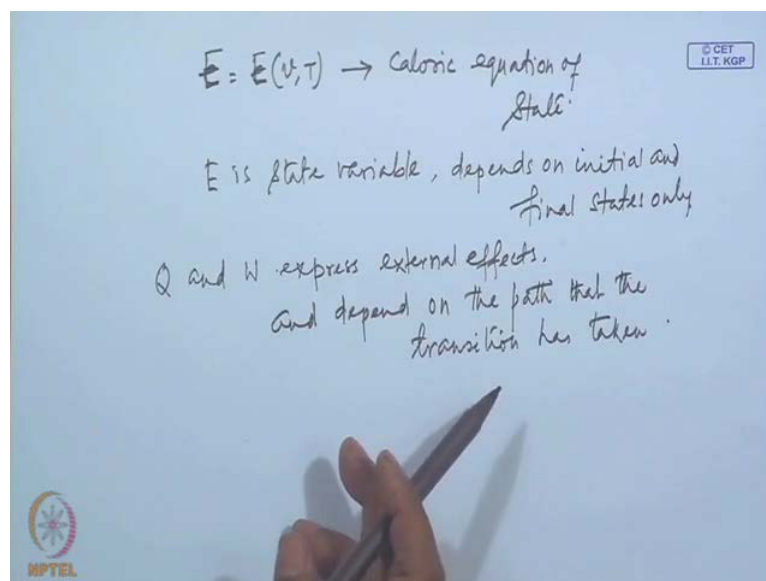 E = E(v,T) → Caloric equation of
State.
© CET
I.I.T. KGP
E is state variable, depends on initial and
final states only
Q and W express external effects.
and depend on the path that the
transition has taken.
NPTEL